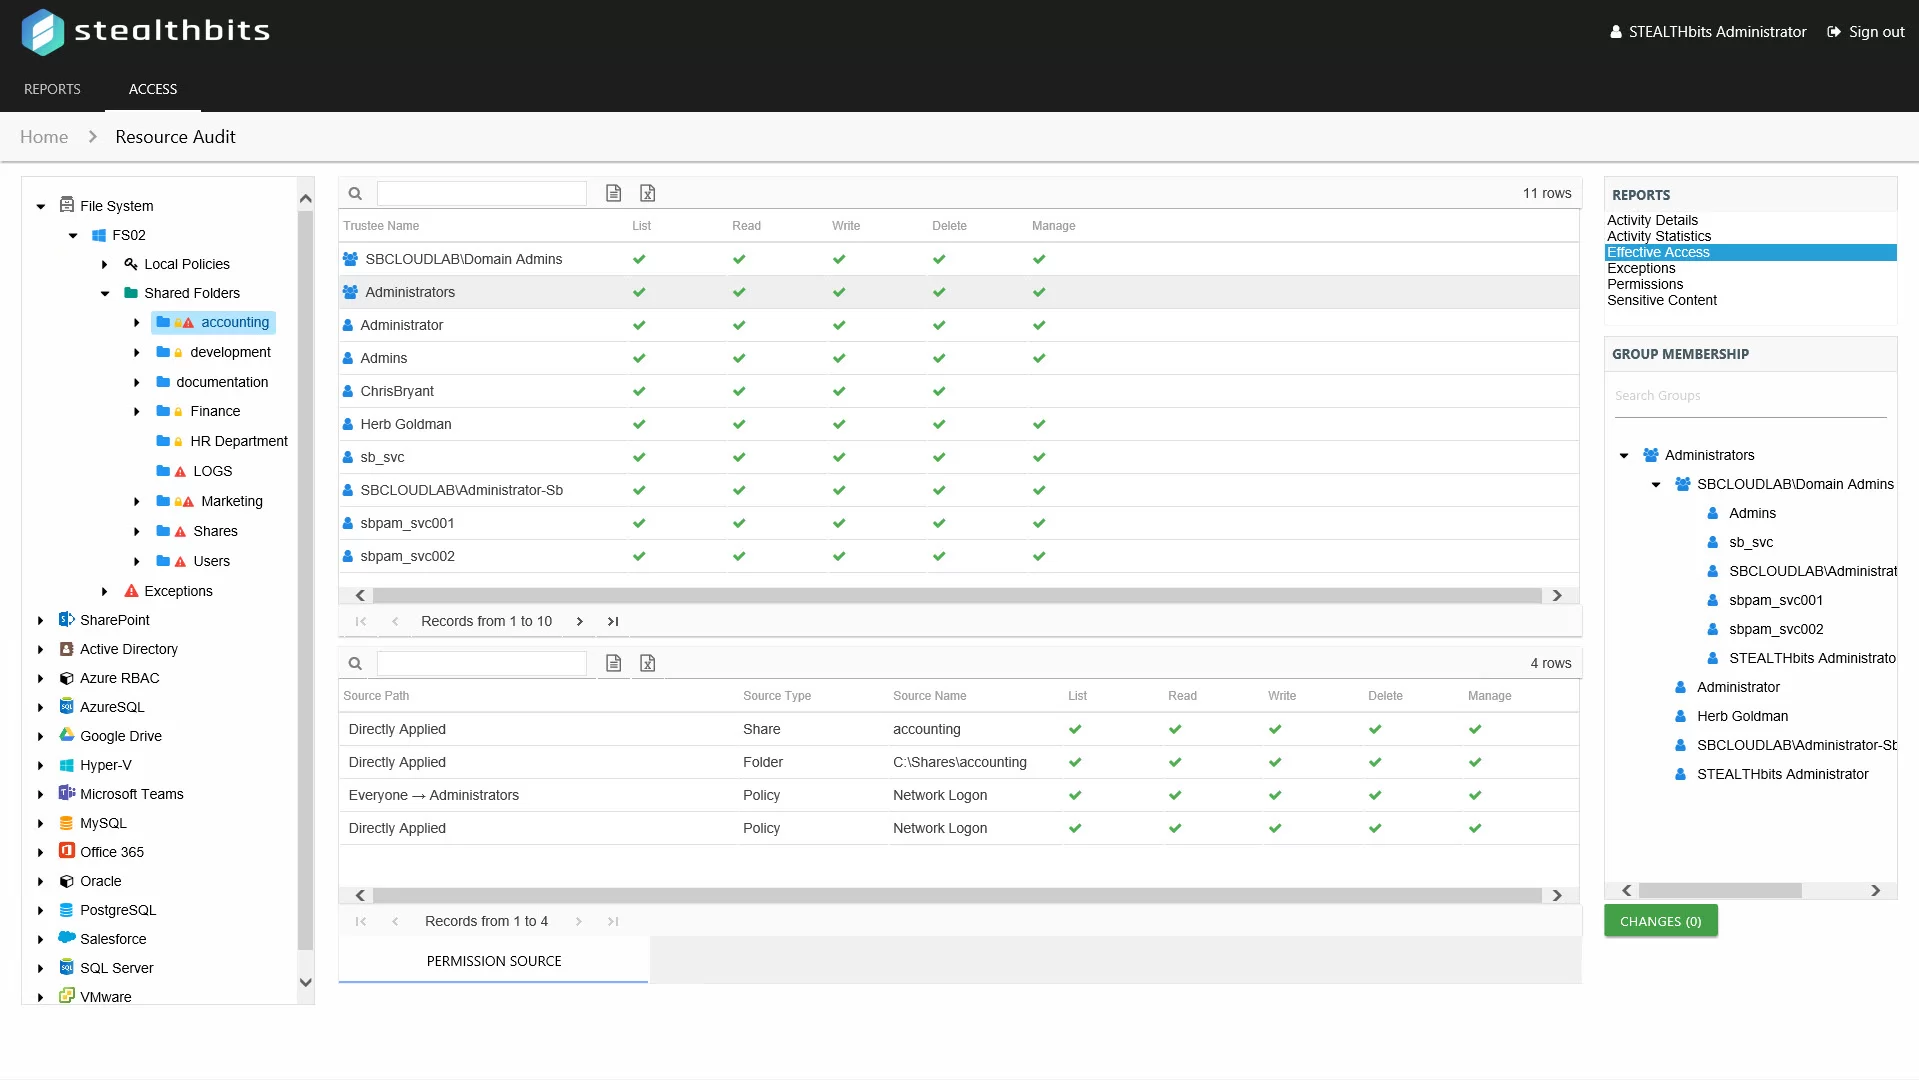 stealthbits
STEALTHbits Administrator Sign out
REPORTS ACCESS
Home > Resource Audit
File System
FS02
Local Policies
Shared Folders
accounting
development
documentation
Finance
HR Department
LOGS
Marketing
Shares
Users
Exceptions
SharePoint
Active Directory
Azure RBAC
AzureSQL
Google Drive
Hyper-V
Microsoft Teams
MySQL
Office 365
Oracle
PostgreSQL
Salesforce
SQL Server
VMware
11 rows
Trustee Name List Read Write Delete Manage
SBCLOUDLAB\Domain Admins
Administrators
Administrator
Admins
ChrisBryant
Herb Goldman
sb_svc
SBCLOUDLAB\Administrator-Sb
sbpam_svc001
sbpam_svc002
Records from 1 to 10
4 rows
Source Path Source Type Source Name List Read Write Delete Manage
Directly Applied Share accounting
Directly Applied Folder C:\Shares\accounting
Everyone → Administrators Policy Network Logon
Directly Applied Policy Network Logon
Records from 1 to 4
PERMISSION SOURCE
REPORTS
Activity Details
Activity Statistics
Effective Access
Exceptions
Permissions
Sensitive Content
GROUP MEMBERSHIP
Search Groups
Administrators
SBCLOUDLAB\Domain Admins
Admins
sb_svc
SBCLOUDLAB\Administrat
sbpam_svc001
sbpam_svc002
STEALTHbits Administrato
Administrator
Herb Goldman
SBCLOUDLAB\Administrator-Sb
STEALTHbits Administrator
CHANGES (0)